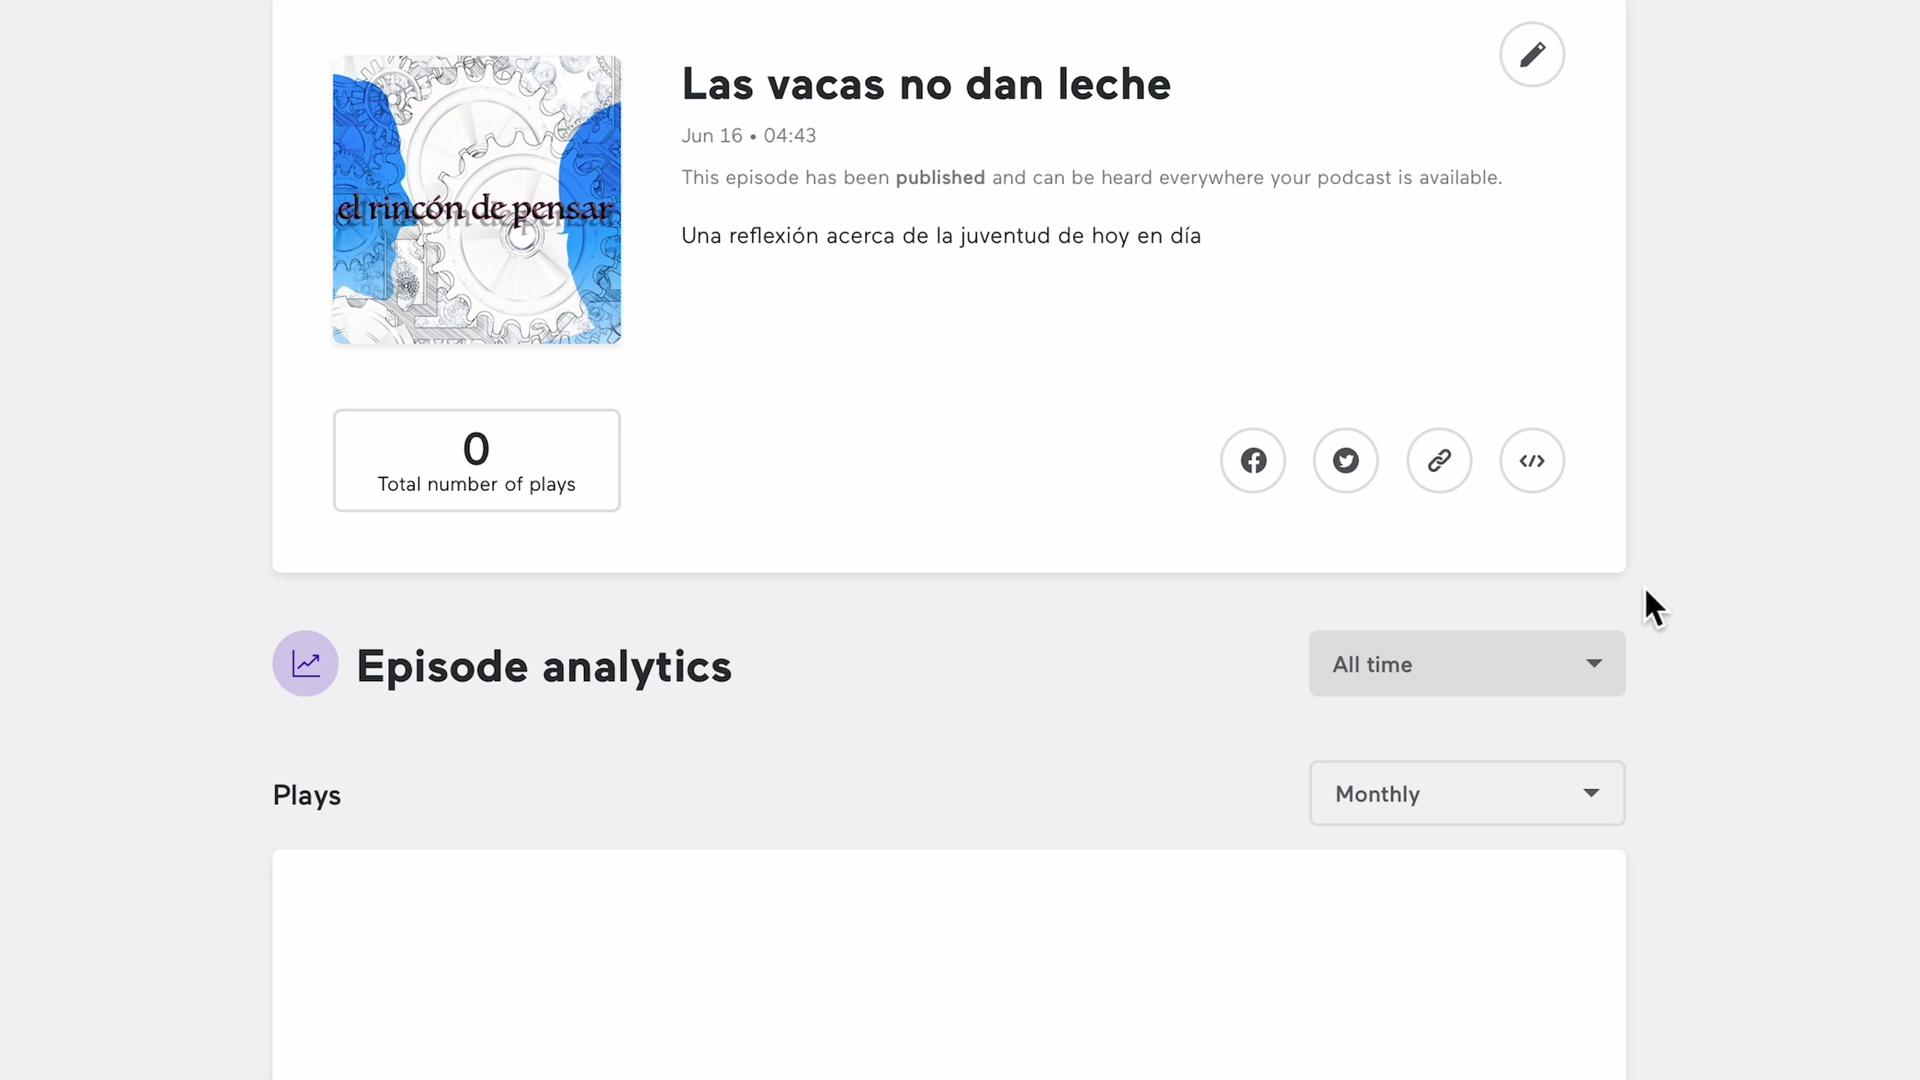 Las vacas no dan leche
Jun 16 • 04:43
This episode has been published and can be heard everywhere your podcast is available.
el rincón de pensar
Una reflexión acerca de la juventud de hoy en día
0
Total number of plays
Episode analytics
All time
Plays
Monthly